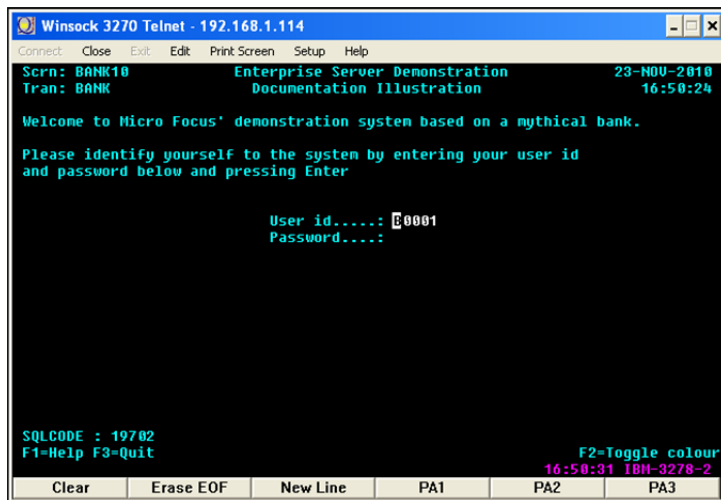 Winsock 3270 Telnet - 192.168.1.114
Connect Close Exit Edit Print Screen Setup Help
Scrn: BANK10 Enterprise Server Demonstration 23-NOV-2010
Tran: BANK Documentation Illustration 16:50:24
Welcome to Micro Focus' demonstration system based on a mythical bank.
Please identify yourself to the system by entering your user id
and password below and pressing Enter
User id.....: B0001
Password....:
SQLCODE : 19702
F1=Help F3=Quit F2=Toggle colour
16:50:31 IBM-3278-2
Clear Erase EOF New Line PA1 PA2 PA3